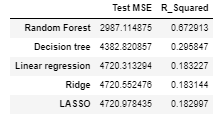 Test MSE R_Squared
Random Forest 2987.114875 0.672913
Decision tree 4382.820857 0.295847
Linear regression 4720.313294 0.183227
Ridge 4720.552476 0.183144
LASSO 4720.978435 0.182997